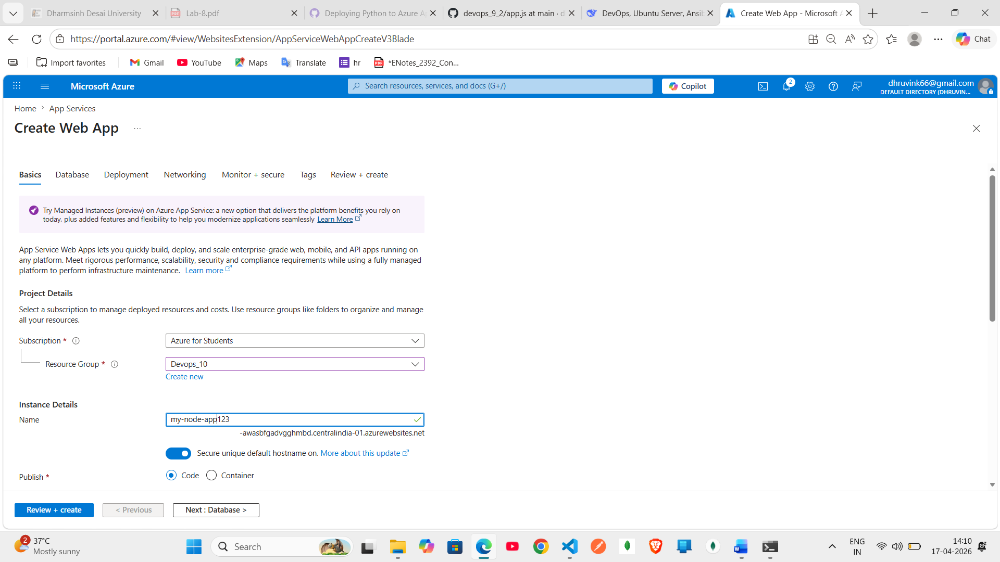 Dharmsinh Desai University
Lab-8.pdf
Deploying Python to Azure A
devops_9_2/app.js at main · d
DevOps, Ubuntu Server, Ansib
Create Web App - Microsoft A
https://portal.azure.com/#view/WebsitesExtension/AppServiceWebAppCreateV3Blade
Chat
Import favorites
Gmail
YouTube
Maps
Translate
hr
*ENotes_2392_Con...
Microsoft Azure
Search resources, services, and docs (G+/)
Copilot
2
dhruvink66@gmail.com
DEFAULT DIRECTORY (DHRUVIN...
Home > App Services
Create Web App ...
Basics Database Deployment Networking Monitor + secure Tags Review + create
Try Managed Instances (preview) on Azure App Service: a new option that delivers the platform benefits you rely on
today, plus added features and flexibility to help you modernize applications seamlessly Learn More
App Service Web Apps lets you quickly build, deploy, and scale enterprise-grade web, mobile, and API apps running on
any platform. Meet rigorous performance, scalability, security and compliance requirements while using a fully managed
platform to perform infrastructure maintenance. Learn more
Project Details
Select a subscription to manage deployed resources and costs. Use resource groups like folders to organize and manage
all your resources.
Subscription *
Azure for Students
Resource Group *
Devops_10
Create new
Instance Details
Name
my-node-app123
-awasbfgadvgghmbd.centralindia-01.azurewebsites.net
Secure unique default hostname on. More about this update
Publish *
Code
Container
Review + create
< Previous
Next : Database >
2
37°C
Mostly sunny
Search
ENG
IN
14:10
17-04-2026